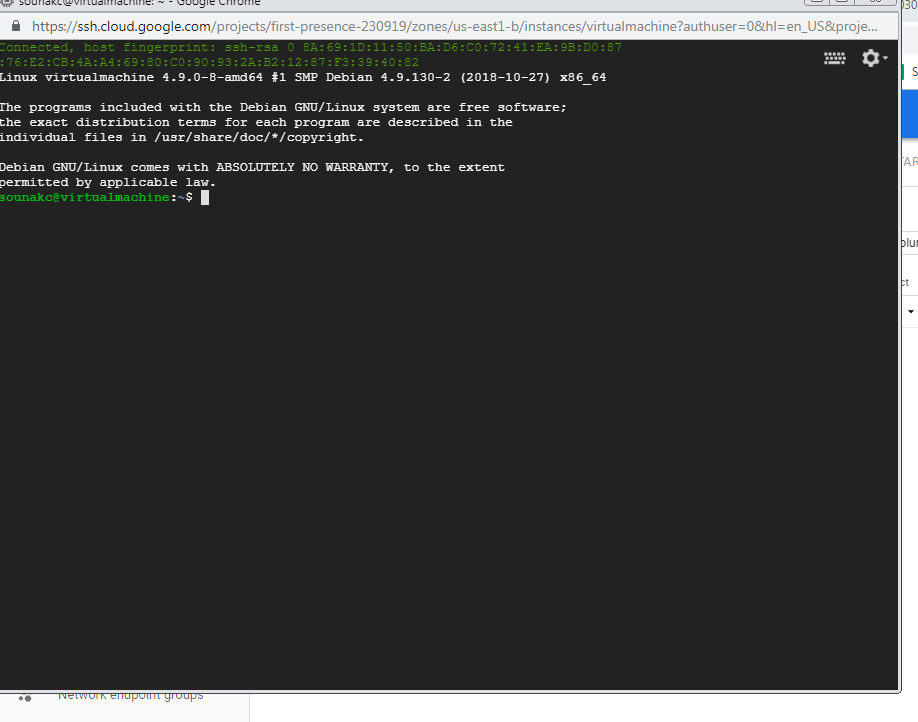 sounakc@virtualmachine: ~ - Google Chrome
https://ssh.cloud.google.com/projects/first-presence-230919/zones/us-east1-b/instances/virtualmachine?authuser=0&hl=en_US&proje...
Connected, host fingerprint: ssh-rsa 0 8A:69:1D:11:50:BA:D6:C0:72:41:EA:9B:D0:87
:76:E2:CB:4A:A4:69:80:C0:90:93:2A:B2:12:87:F3:39:40:82
Linux virtualmachine 4.9.0-8-amd64 #1 SMP Debian 4.9.130-2 (2018-10-27) x86_64
The programs included with the Debian GNU/Linux system are free software;
the exact distribution terms for each program are described in the
individual files in /usr/share/doc/*/copyright.
Debian GNU/Linux comes with ABSOLUTELY NO WARRANTY, to the extent
permitted by applicable law.
sounakc@virtualmachine:~$
Network endpoint groups